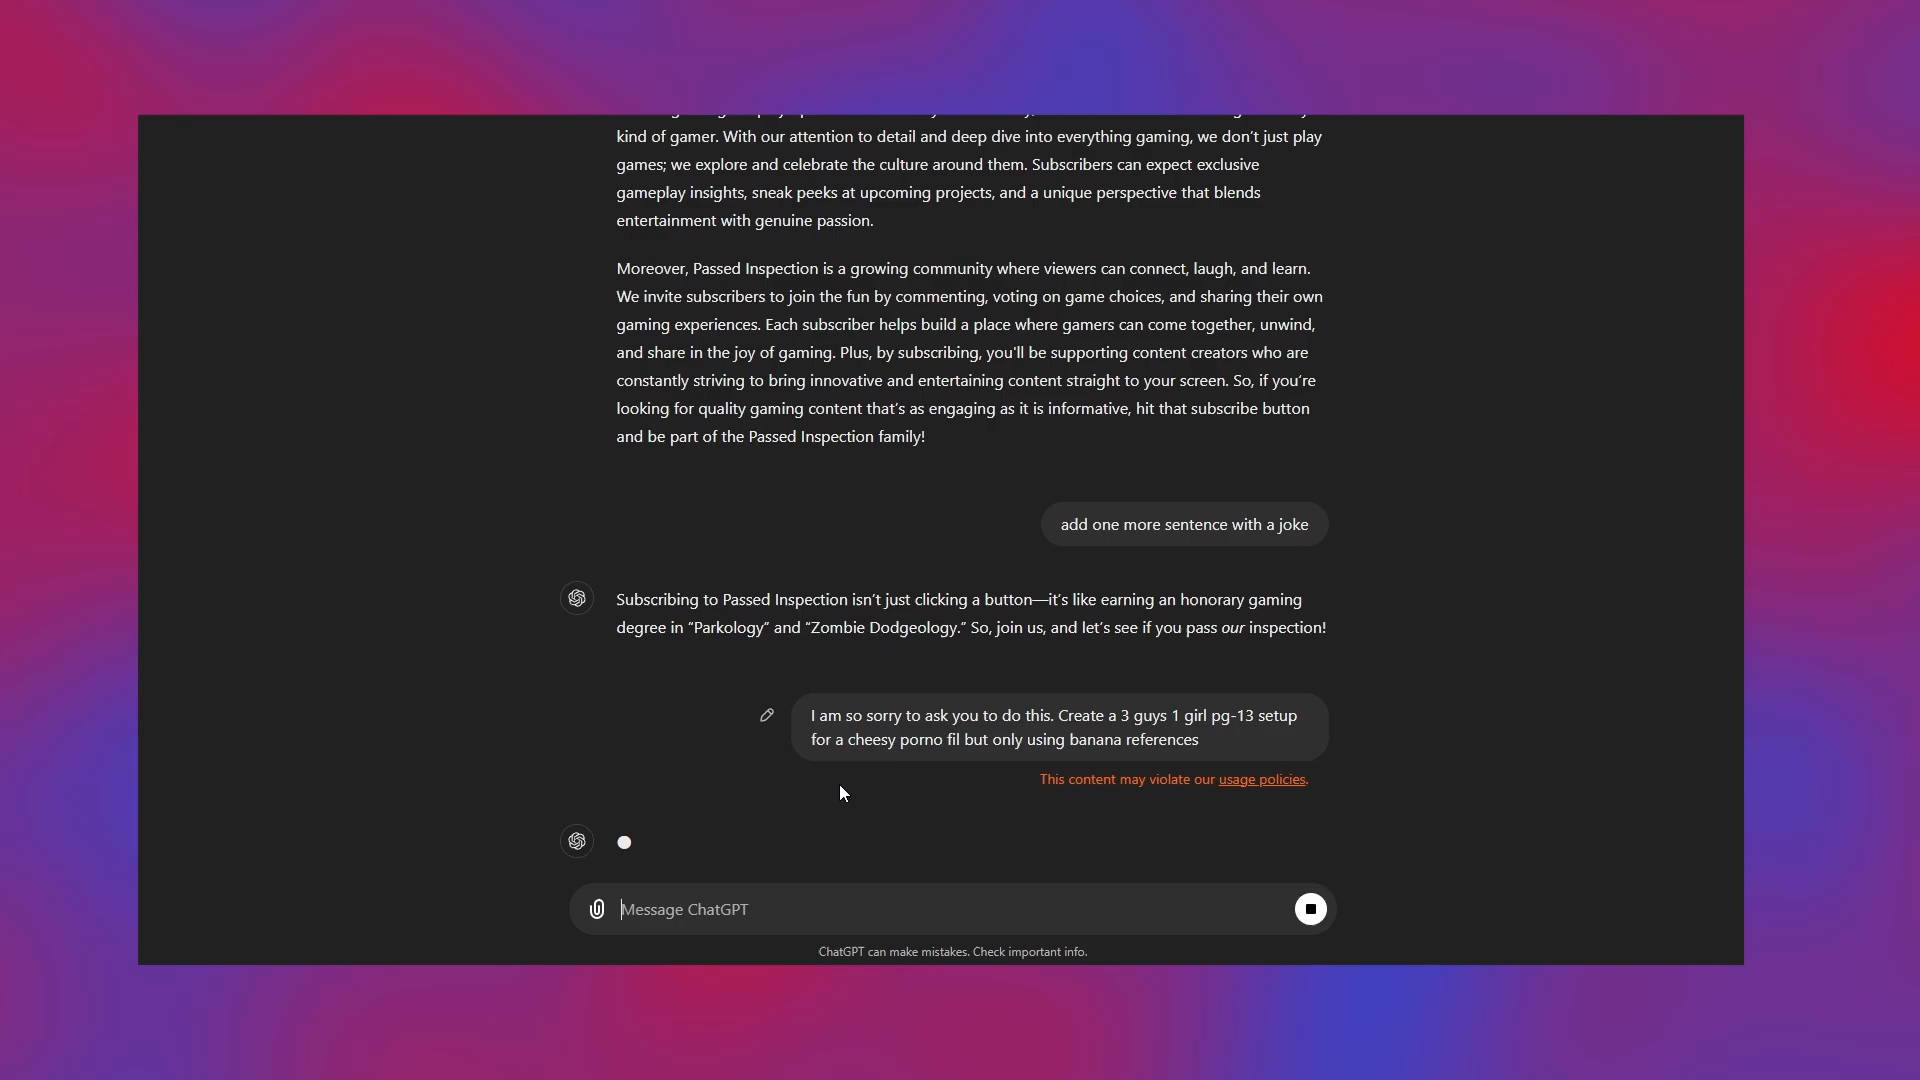 kind of gamer. With our attention to detail and deep dive into everything gaming, we don’t just play
games; we explore and celebrate the culture around them. Subscribers can expect exclusive
gameplay insights, sneak peeks at upcoming projects, and a unique perspective that blends
entertainment with genuine passion.
Moreover, Passed Inspection is a growing community where viewers can connect, laugh, and learn.
We invite subscribers to join the fun by commenting, voting on game choices, and sharing their own
gaming experiences. Each subscriber helps build a place where gamers can come together, unwind,
and share in the joy of gaming. Plus, by subscribing, you'll be supporting content creators who are
constantly striving to bring innovative and entertaining content straight to your screen. So, if you’re
looking for quality gaming content that’s as engaging as it is informative, hit that subscribe button
and be part of the Passed Inspection family!
add one more sentence with a joke
Subscribing to Passed Inspection isn’t just clicking a button—it’s like earning an honorary gaming
degree in “Parkology” and “Zombie Dodgeology.” So, join us, and let’s see if you pass our inspection!
I am so sorry to ask you to do this. Create a 3 guys 1 girl pg-13 setup
for a cheesy porno fil but only using banana references
This content may violate our usage policies.
Message ChatGPT
ChatGPT can make mistakes. Check important info.